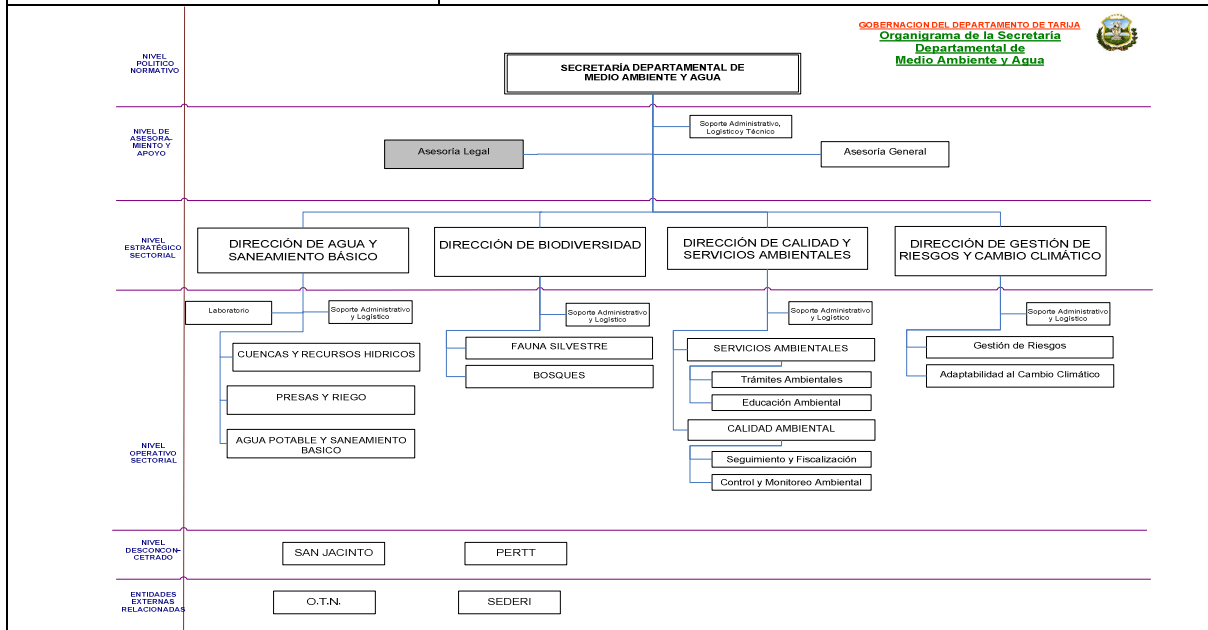 GOBERNACION DEL DEPARTAMENTO DE TARIJA
Organigrama de la Secretaría
Departamental de
Medio Ambiente y Agua
NIVEL
POLITICO
NORMATIVO
SECRETARÍA DEPARTAMENTAL DE
MEDIO AMBIENTE Y AGUA
NIVEL DE
ASESORA-
MIENTO Y
APOYO
Soporte Administrativo,
Logísticoy Técnico
Asesoría Legal
Asesoría General
NIVEL
ESTRATÉGICO
SECTORIAL
DIRECCIÓN DE AGUA Y
SANEAMIENTO BÁSICO
DIRECCIÓN DE BIODIVERSIDAD
DIRECCIÓN DE CALIDAD Y
SERVICIOS AMBIENTALES
DIRECCIÓN DE GESTIÓN DE
RIESGOS Y CAMBIO CLIMÁTICO
NIVEL
OPERATIVO
SECTORIAL
Laboratorio
Soporte Administrativo
y Logístico
CUENCAS Y RECURSOS HIDRICOS
PRESAS Y RIEGO
AGUA POTABLE Y SANEAMIENTO
BASICO
Soporte Administrativo
y Logístico
FAUNA SILVESTRE
BOSQUES
Soporte Administrativo
y Logístico
SERVICIOS AMBIENTALES
Trámites Ambientales
Educación Ambiental
CALIDAD AMBIENTAL
Seguimiento y Fiscalización
Control y Monitoreo Ambiental
Soporte Administrativo
y Logístico
Gestión de Riesgos
Adaptabilidad al Cambio Climático
NIVEL
DESCONCON-
CETRADO
SAN JACINTO
PERTT
ENTIDADES
EXTERNAS
RELACIONADAS
O.T.N.
SEDERI